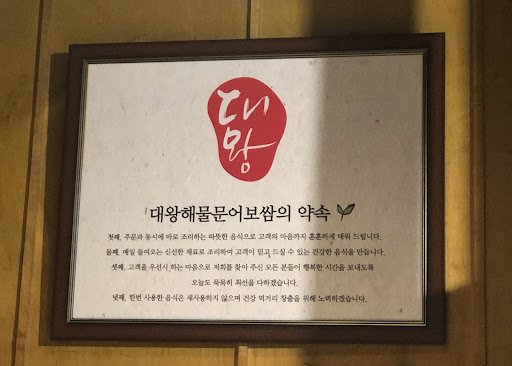 대왕
대왕해물문어보쌈의 약속
첫째, 주문과 동시에 바로 조리하는 따뜻한 음식으로 고객의 마음까지 훈훈하게 데워 드립니다.
둘째, 매일 들여오는 신선한 재료로 조리하여 고객이 믿고 드실 수 있는 건강한 음식을 만듭니다.
셋째, 고객을 우선시 하는 마음으로 저희를 찾아 주신 모든 분들이 행복한 시간을 보내도록
오늘도 묵묵히 최선을 다하겠습니다.
넷째, 한번 사용한 음식은 재사용하지 않으며 건강 먹거리 창출을 위해 노력하겠습니다.